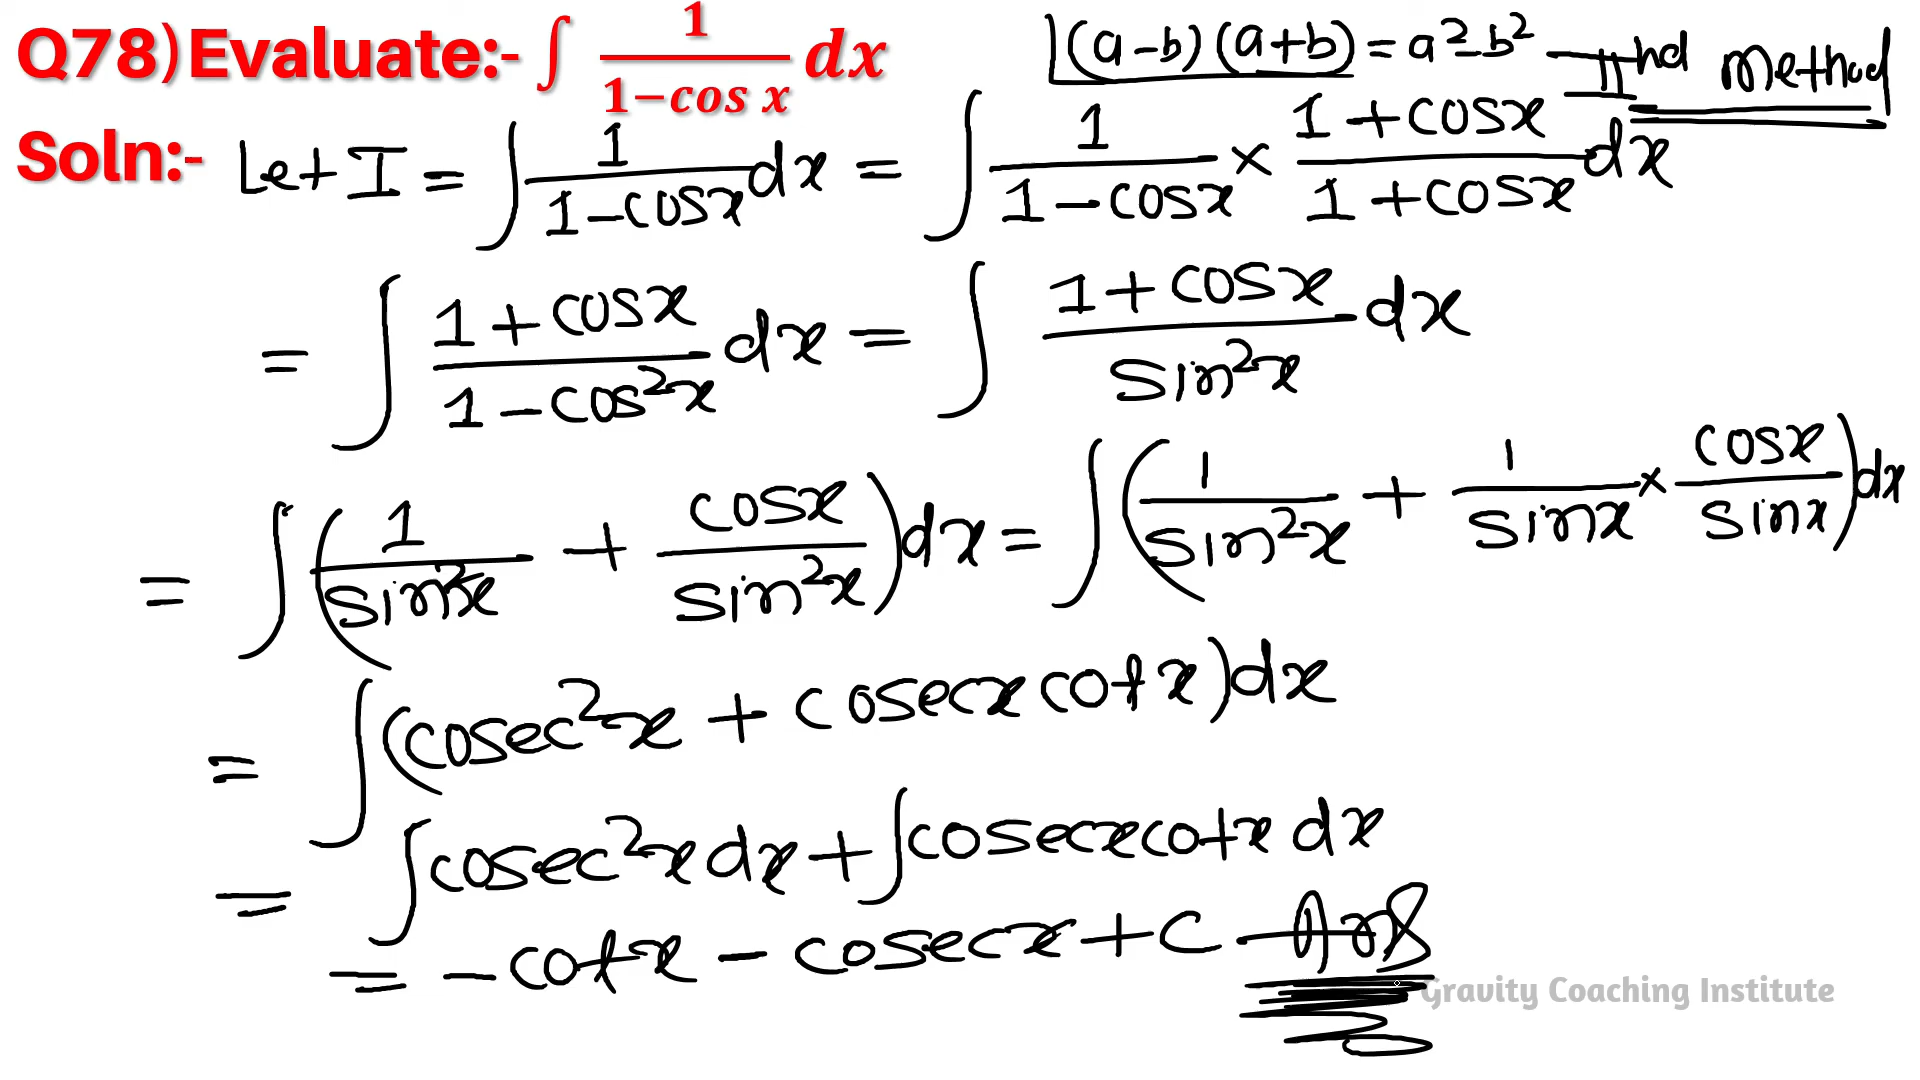 Q78) Evaluate:- ∫ 1/(1−cos x) dx
(a−b)(a+b) = a²−b² — IInd Method
Soln:- Let I = ∫ 1/(1−cosx) dx = ∫ 1/(1−cosx) × (1+cosx)/(1+cosx) dx
= ∫ (1+cosx)/(1−cos²x) dx = ∫ (1+cosx)/(sin²x) dx
= ∫ (1/sin²x + cosx/sin²x) dx = ∫ (1/sin²x + 1/sinx × cosx/sinx) dx
= ∫ (cosec²x + cosecx cotx) dx
= ∫ cosec²x dx + ∫ cosecx cotx dx
= −cotx − cosecx + C — Ans
Gravity Coaching Institute